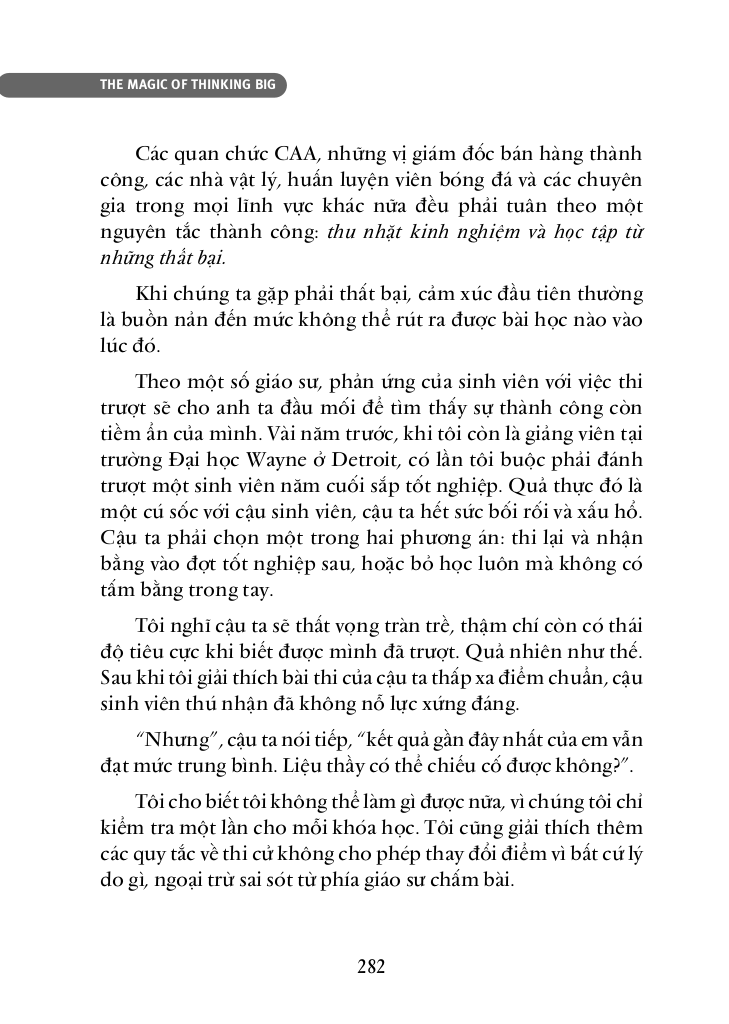 THE MAGIC OF THINKING BIG
Các quan chức CAA, những vị giám đốc bán hàng thành
công, các nhà vật lý, huấn luyện viên bóng đá và các chuyên
gia trong mọi lĩnh vực khác nữa đều phải tuân theo một
nguyên tắc thành công: thu nhặt kinh nghiệm và học tập từ
những thất bại.
Khi chúng ta gặp phải thất bại, cảm xúc đầu tiên thường
là buồn nản đến mức không thể rút ra được bài học nào vào
lúc đó.
Theo một số giáo sư, phản ứng của sinh viên với việc thi
trượt sẽ cho anh ta đầu mối để tìm thấy sự thành công còn
tiềm ẩn của mình. Vài năm trước, khi tôi còn là giảng viên tại
trường Đại học Wayne ở Detroit, có lần tôi buộc phải đánh
trượt một sinh viên năm cuối sắp tốt nghiệp. Quả thực đó là
một cú sốc với cậu sinh viên, cậu ta hết sức bối rối và xấu hổ.
Cậu ta phải chọn một trong hai phương án: thi lại và nhận
bằng vào đợt tốt nghiệp sau, hoặc bỏ học luôn mà không có
tấm bằng trong tay.
Tôi nghĩ cậu ta sẽ thất vọng tràn trề, thậm chí còn có thái
độ tiêu cực khi biết được mình đã trượt. Quả nhiên như thế.
Sau khi tôi giải thích bài thi của cậu ta thấp xa điểm chuẩn, cậu
sinh viên thú nhận đã không nỗ lực xứng đáng.
“Nhưng”, cậu ta nói tiếp, “kết quả gần đây nhất của em vẫn
đạt mức trung bình. Liệu thầy có thể chiếu cố được không?”.
Tôi cho biết tôi không thể làm gì được nữa, vì chúng tôi chỉ
kiểm tra một lần cho mỗi khóa học. Tôi cũng giải thích thêm
các quy tắc về thi cử không cho phép thay đổi điểm vì bất cứ lý
do gì, ngoại trừ sai sót từ phía giáo sư chấm bài.
282